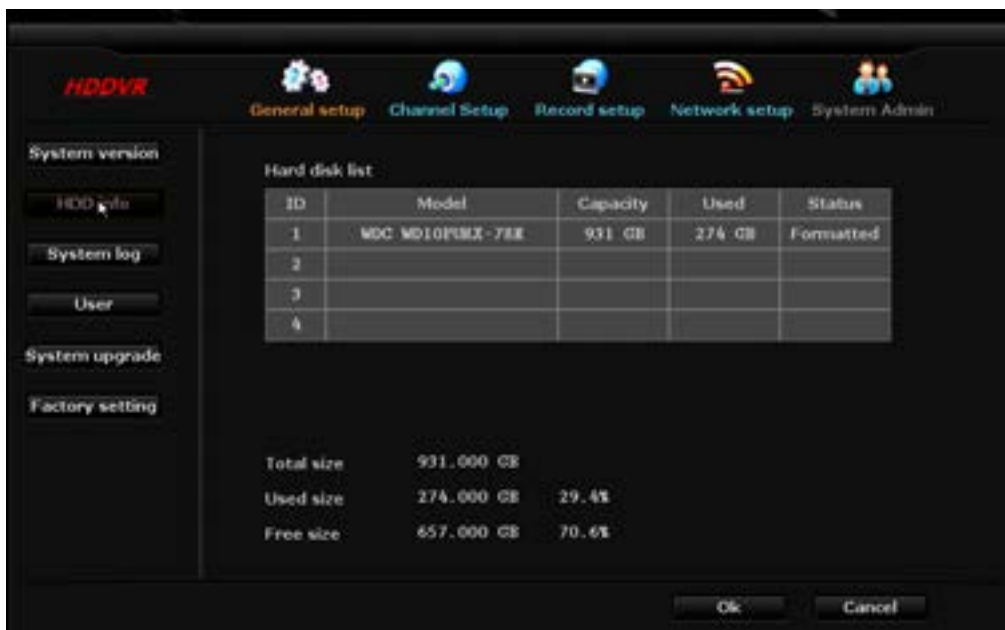 HDDVR
General setup Channel Setup Record setup Network setup System Admin
System version
HDD info
System log
User
System upgrade
Factory setting
Hard disk list
ID Model Capacity Used Status
1 WDC 931 GB 274 GB Formatted
2
3
4
Total size 931.000 GB
Used size 274.000 GB 29.4%
Free size 657.000 GB 70.6%
Ok Cancel